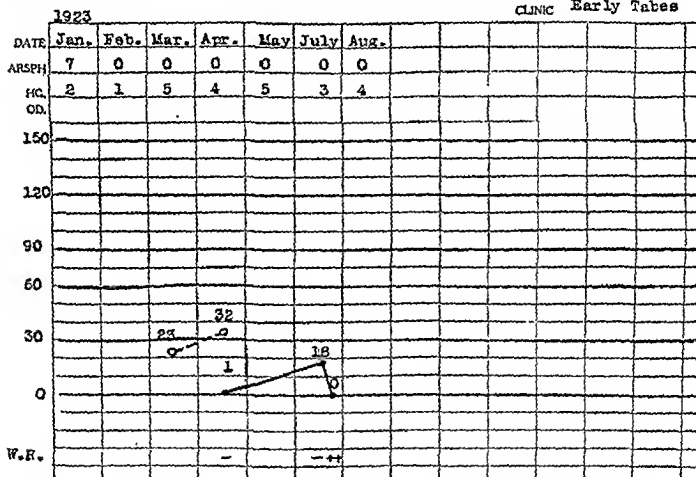 1923 CLINIC Early Tabes
DATE Jan. Feb. Mar. Apr. May July Aug.
ARSPH 7 0 0 0 0 0 0
HG. 2 1 5 4 5 3 4
OD.
150
120
90
60
30 23 32
1 18
0 0
W.R. - -++